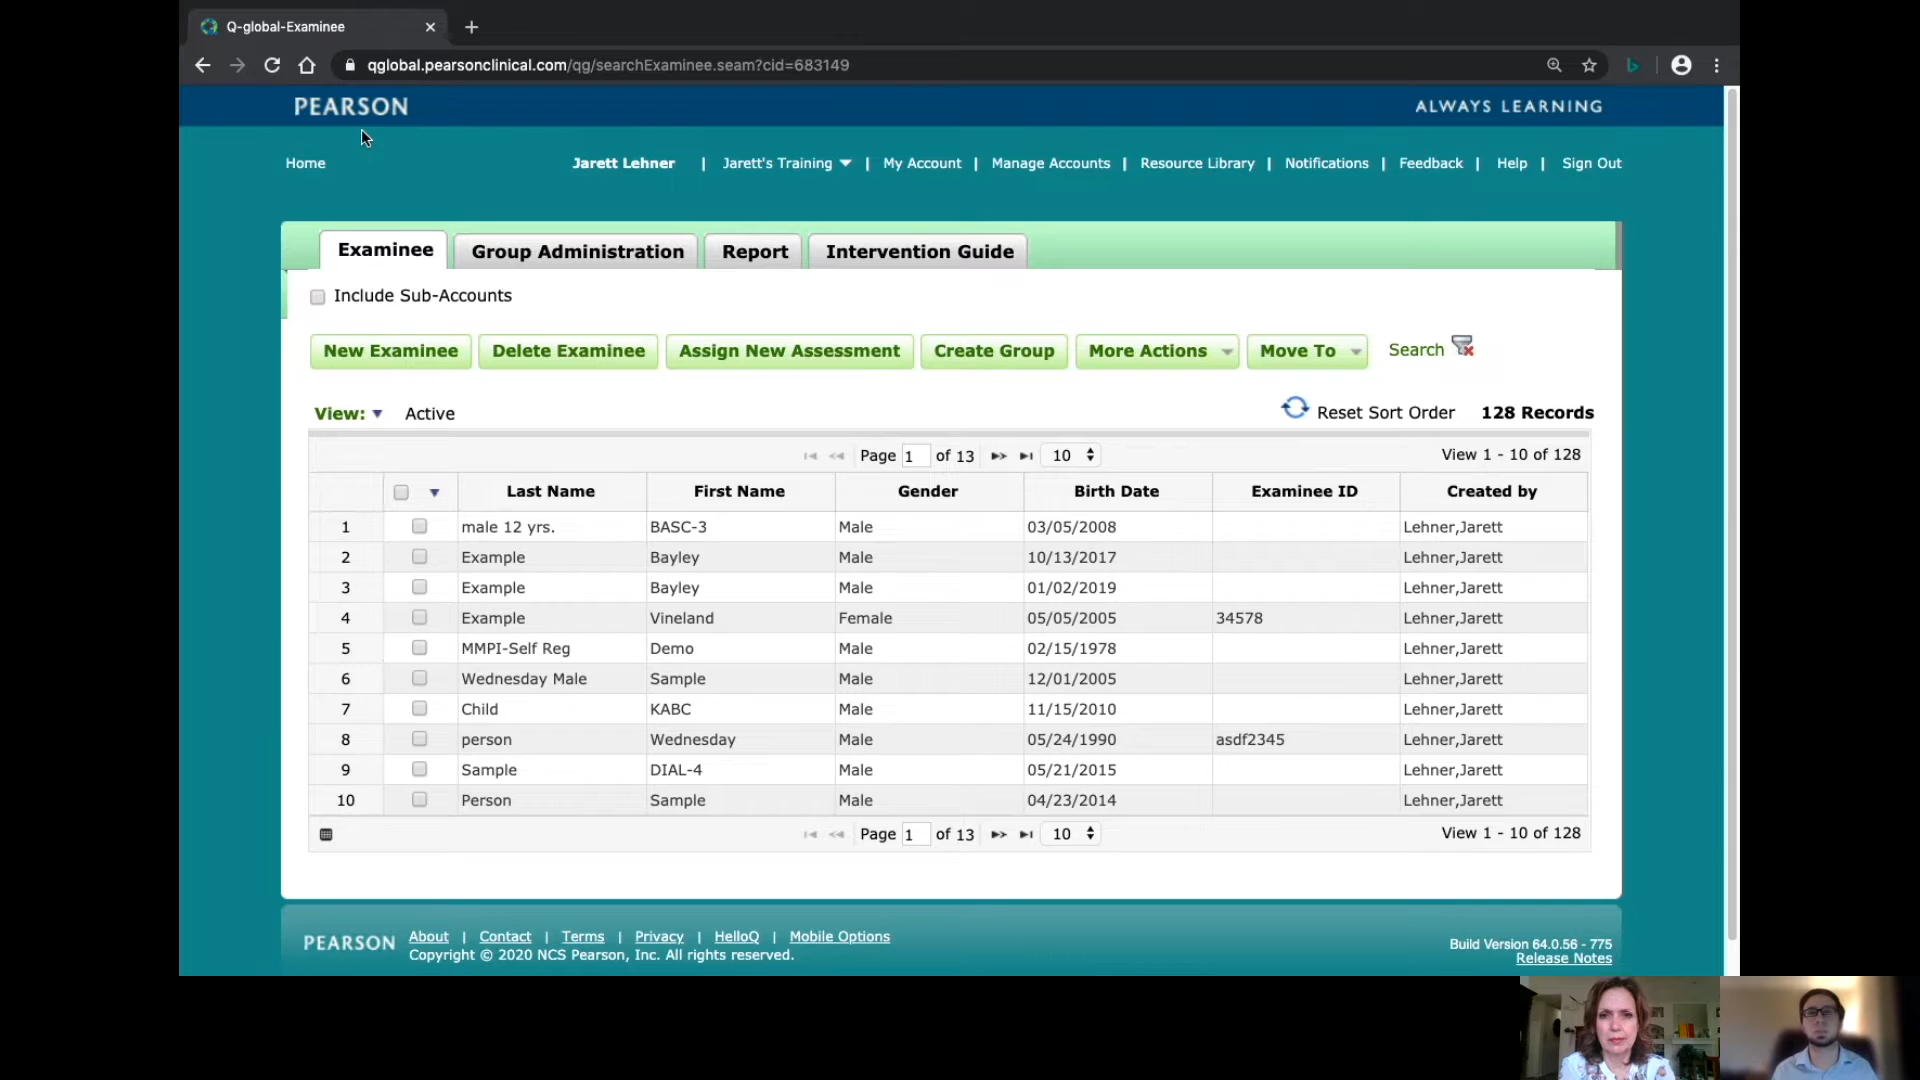 Q-global-Examinee
qglobal.pearsonclinical.com/qg/searchExaminee.seam?cid=683149
PEARSON ALWAYS LEARNING
Home Jarett Lehner | Jarett's Training | My Account | Manage Accounts | Resource Library | Notifications | Feedback | Help | Sign Out
Examinee Group Administration Report Intervention Guide
Include Sub-Accounts
New Examinee Delete Examinee Assign New Assessment Create Group More Actions Move To Search
View: Active Reset Sort Order 128 Records
Page 1 of 13 10 View 1 - 10 of 128
Last Name First Name Gender Birth Date Examinee ID Created by
1 male 12 yrs. BASC-3 Male 03/05/2008 Lehner,Jarett
2 Example Bayley Male 10/13/2017 Lehner,Jarett
3 Example Bayley Male 01/02/2019 Lehner,Jarett
4 Example Vineland Female 05/05/2005 34578 Lehner,Jarett
5 MMPI-Self Reg Demo Male 02/15/1978 Lehner,Jarett
6 Wednesday Male Sample Male 12/01/2005 Lehner,Jarett
7 Child KABC Male 11/15/2010 Lehner,Jarett
8 person Wednesday Male 05/24/1990 asdf2345 Lehner,Jarett
9 Sample DIAL-4 Male 05/21/2015 Lehner,Jarett
10 Person Sample Male 04/23/2014 Lehner,Jarett
Page 1 of 13 10 View 1 - 10 of 128
PEARSON About | Contact | Terms | Privacy | HelloQ | Mobile Options
Copyright © 2020 NCS Pearson, Inc. All rights reserved.
Build Version 64.0.56 - 775
Release Notes